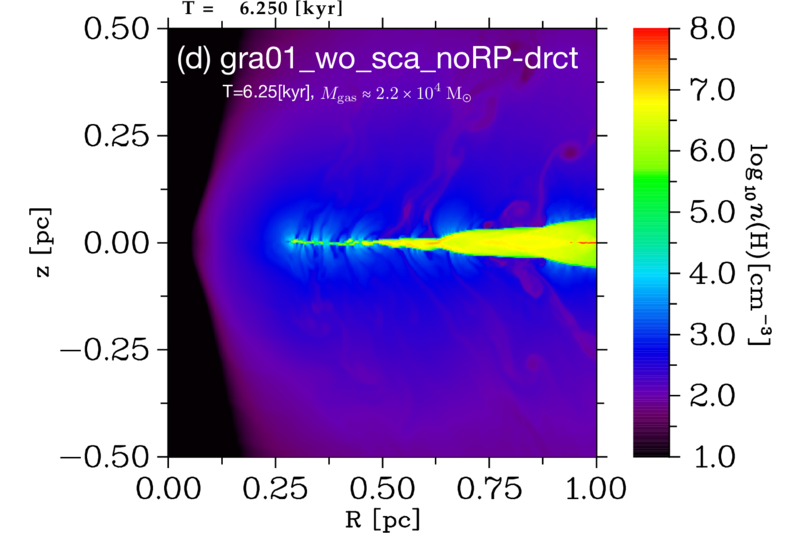 T = 6.250 [kyr]
(d) gra01_wo_sca_noRP-drct
T=6.25[kyr], M_gas ≈ 2.2 × 10⁴ M_⊙
0.50
0.25
0.00
−0.25
−0.50
z [pc]
0.00 0.25 0.50 0.75 1.00
R [pc]
8.0
7.0
6.0
5.0
4.0
3.0
2.0
1.0
log₁₀n(H)[cm⁻³]